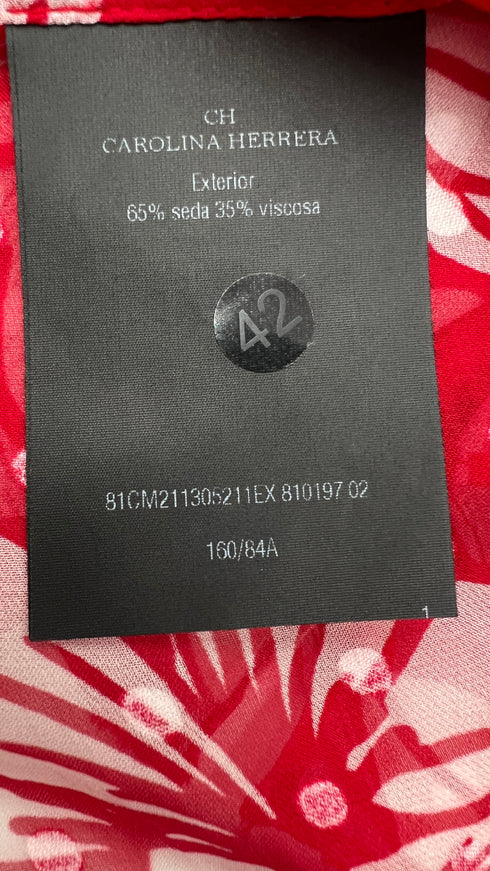 CH
CAROLINA HERRERA
Exterior
65% seda 35% viscosa
42
81CM211305211EX 810197 02
160/84A
1